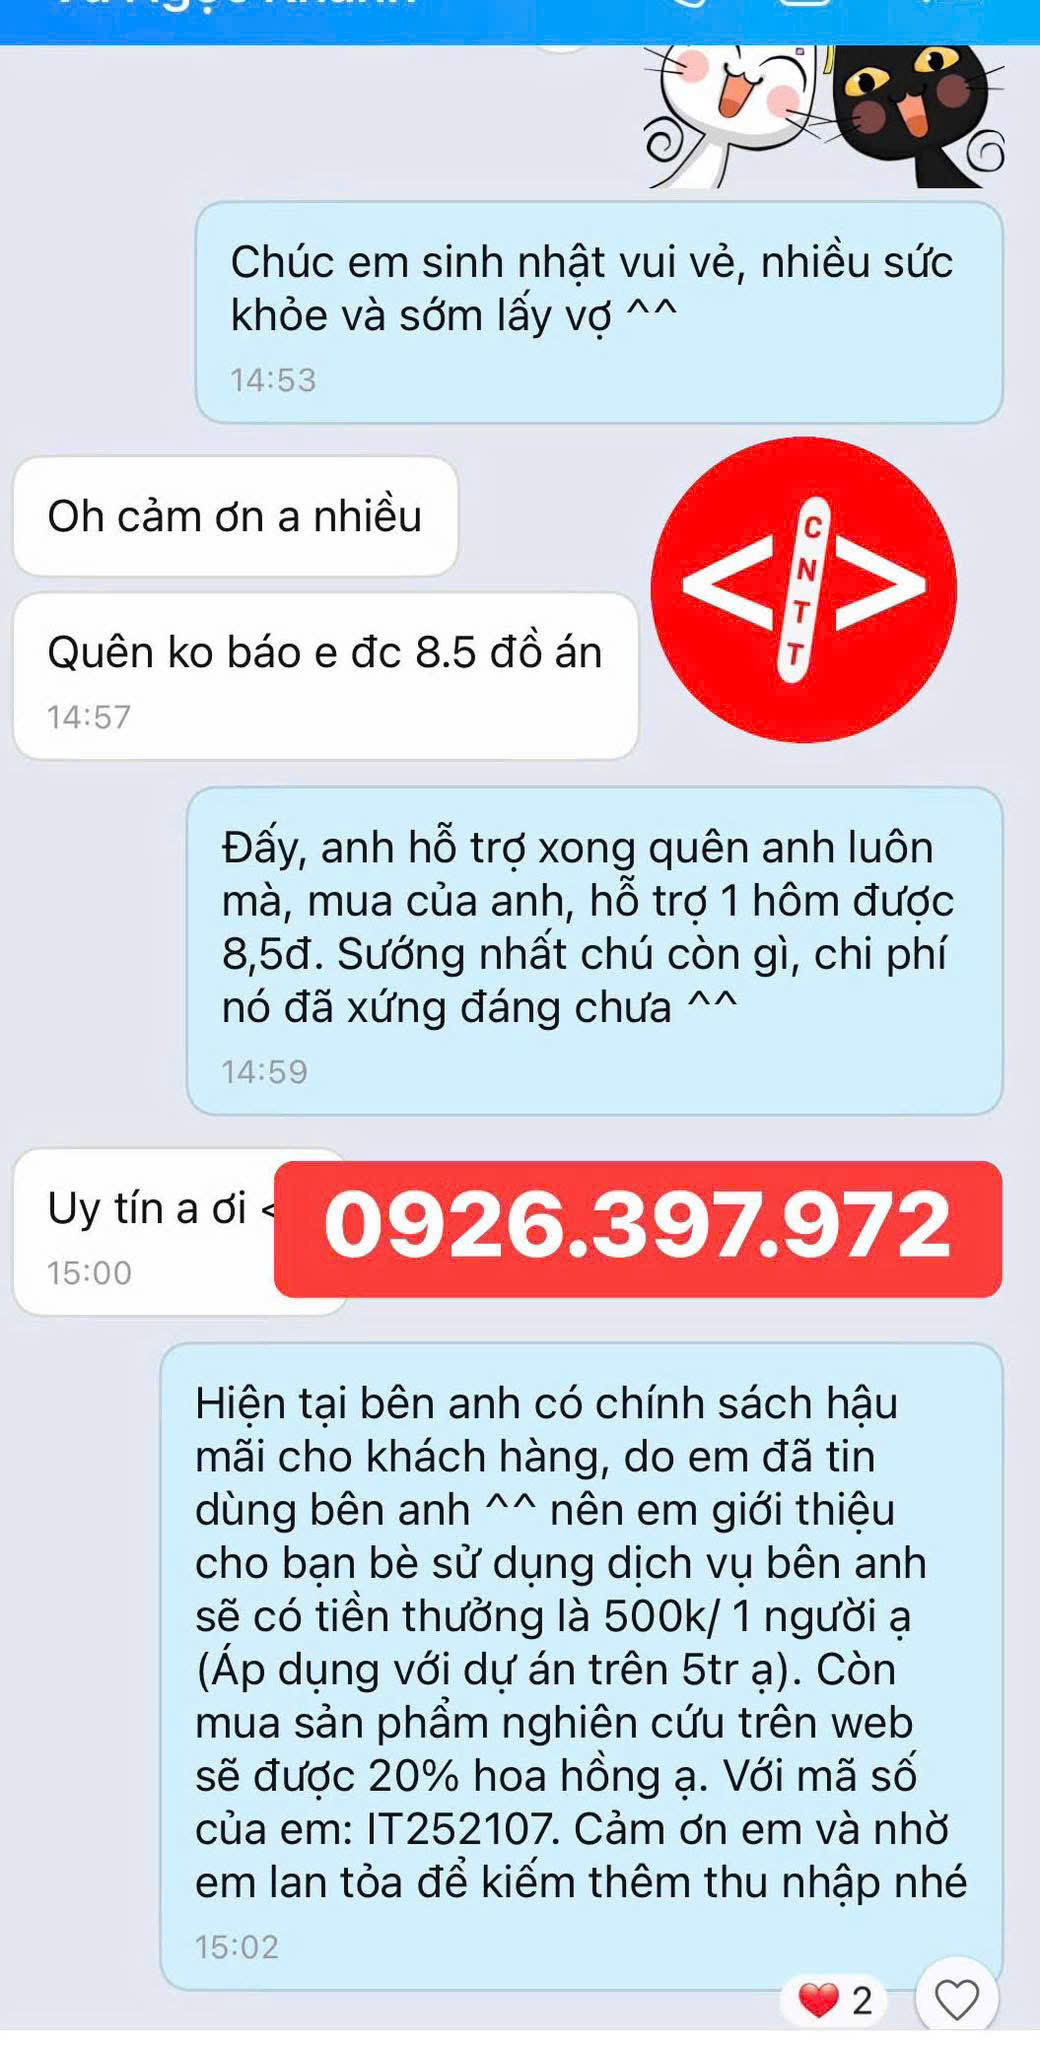 Chúc em sinh nhật vui vẻ, nhiều sức
khỏe và sớm lấy vợ ^^
14:53
Oh cảm ơn a nhiều
C
N
T
T
Quên ko báo e đc 8.5 đồ án
14:57
Đấy, anh hỗ trợ xong quên anh luôn
mà, mua của anh, hỗ trợ 1 hôm được
8,5đ. Sướng nhất chú còn gì, chi phí
nó đã xứng đáng chưa ^^
14:59
Uy tín a ơi <
0926.397.972
15:00
Hiện tại bên anh có chính sách hậu
mãi cho khách hàng, do em đã tin
dùng bên anh ^^ nên em giới thiệu
cho bạn bè sử dụng dịch vụ bên anh
sẽ có tiền thưởng là 500k/ 1 người ạ
(Áp dụng với dự án trên 5tr ạ). Còn
mua sản phẩm nghiên cứu trên web
sẽ được 20% hoa hồng ạ. Với mã số
của em: IT252107. Cảm ơn em và nhờ
em lan tỏa để kiếm thêm thu nhập nhé
15:02
2